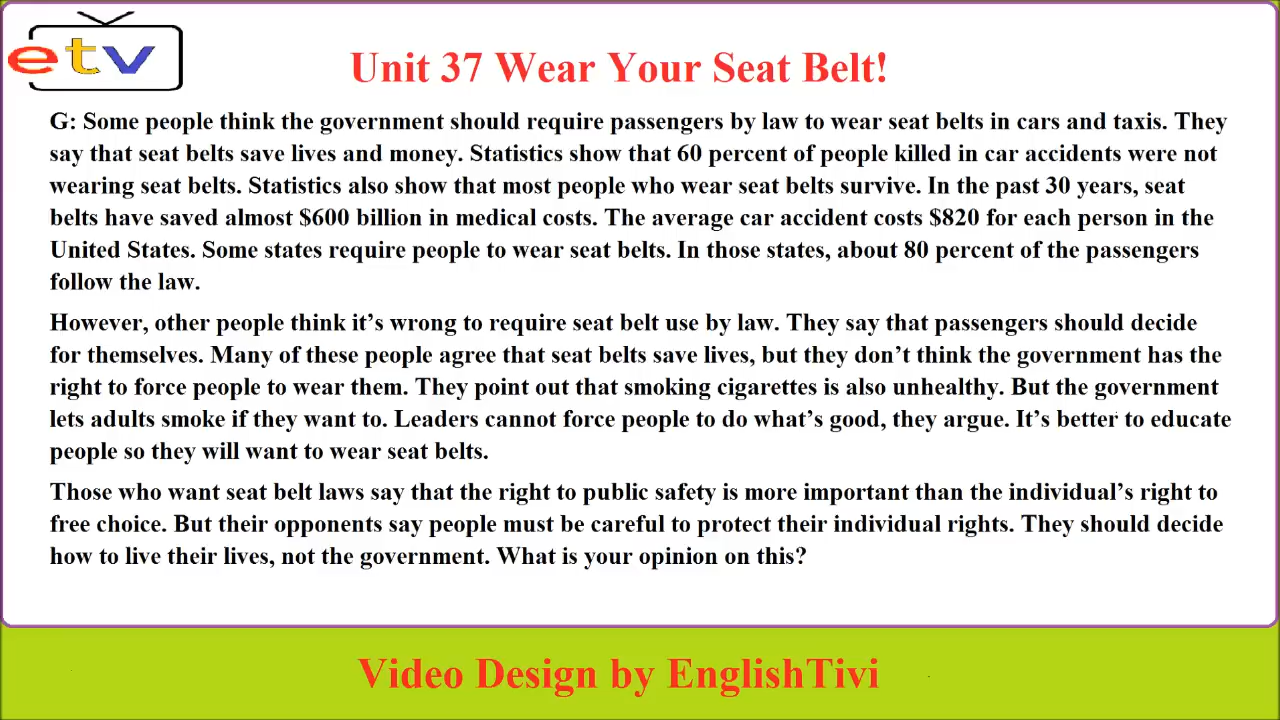 etv
Unit 37 Wear Your Seat Belt!
G: Some people think the government should require passengers by law to wear seat belts in cars and taxis. They
say that seat belts save lives and money. Statistics show that 60 percent of people killed in car accidents were not
wearing seat belts. Statistics also show that most people who wear seat belts survive. In the past 30 years, seat
belts have saved almost $600 billion in medical costs. The average car accident costs $820 for each person in the
United States. Some states require people to wear seat belts. In those states, about 80 percent of the passengers
follow the law.
However, other people think it’s wrong to require seat belt use by law. They say that passengers should decide
for themselves. Many of these people agree that seat belts save lives, but they don’t think the government has the
right to force people to wear them. They point out that smoking cigarettes is also unhealthy. But the government
lets adults smoke if they want to. Leaders cannot force people to do what’s good, they argue. It’s better to educate
people so they will want to wear seat belts.
Those who want seat belt laws say that the right to public safety is more important than the individual’s right to
free choice. But their opponents say people must be careful to protect their individual rights. They should decide
how to live their lives, not the government. What is your opinion on this?
Video Design by EnglishTivi